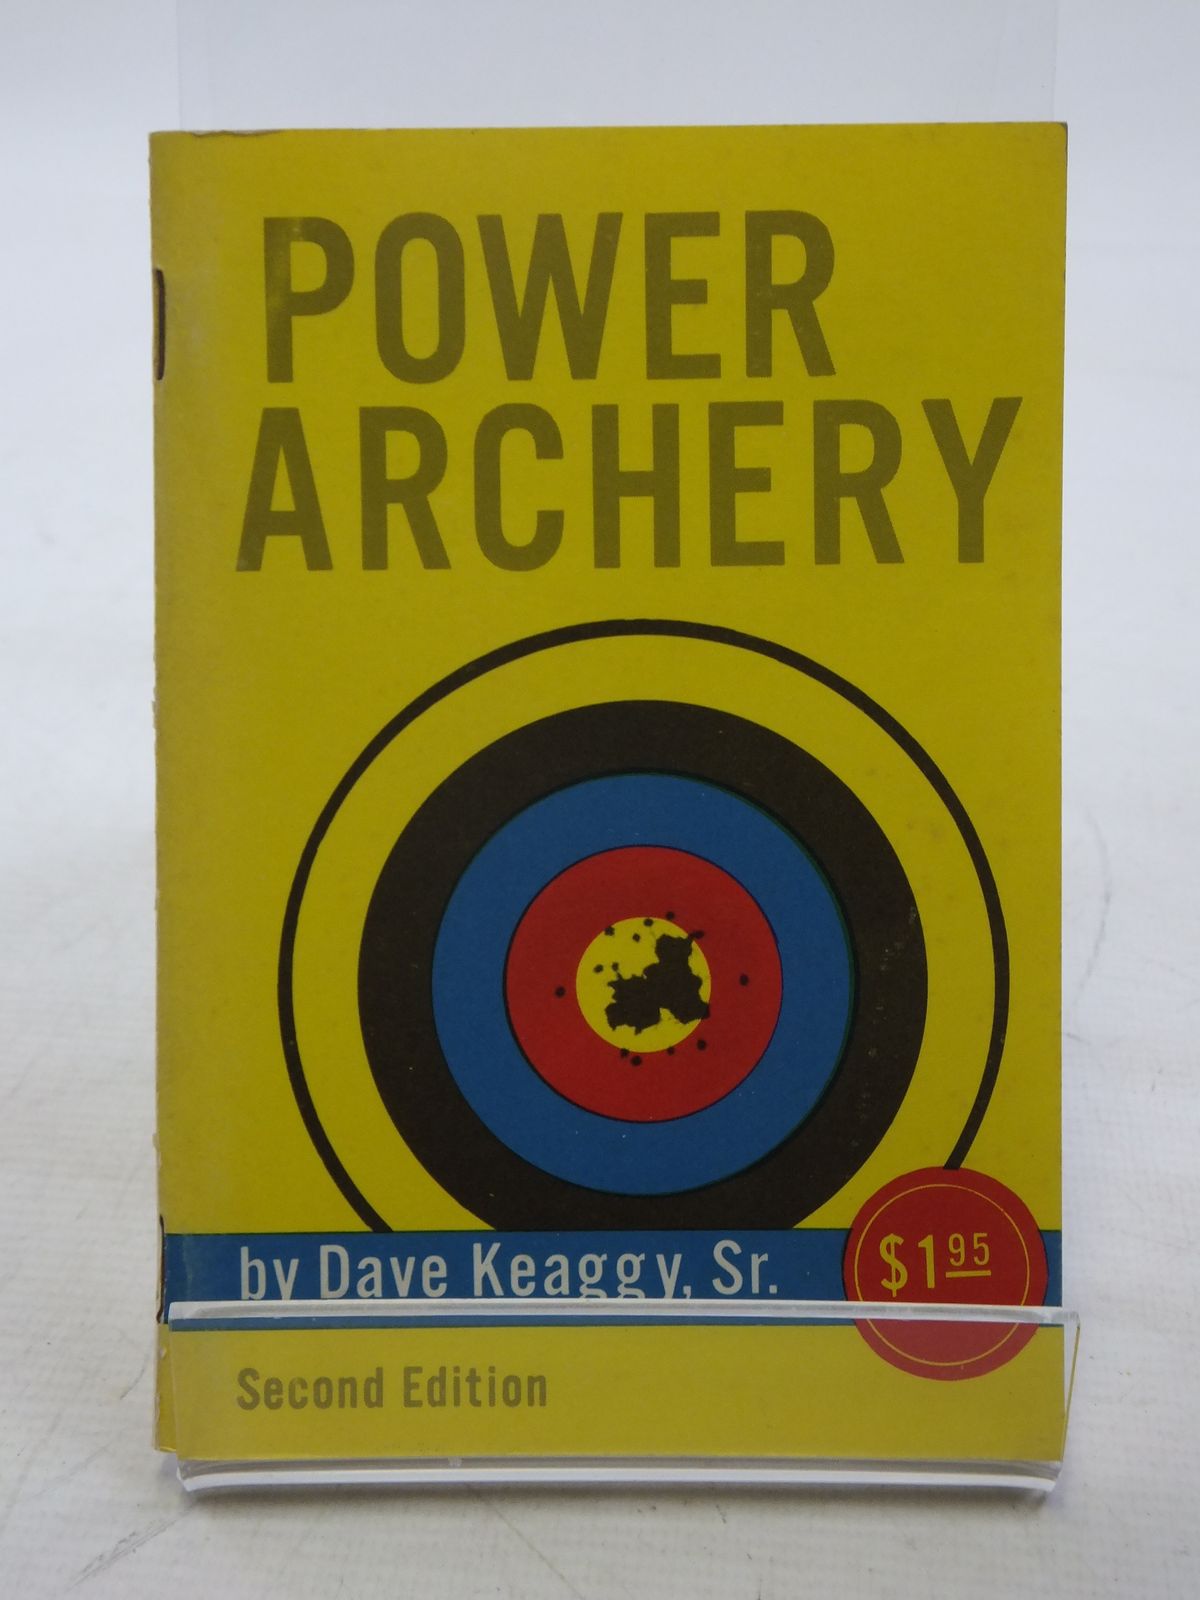 POWER
ARCHERY
by Dave Keaggy, Sr.
$1.95
Second Edition